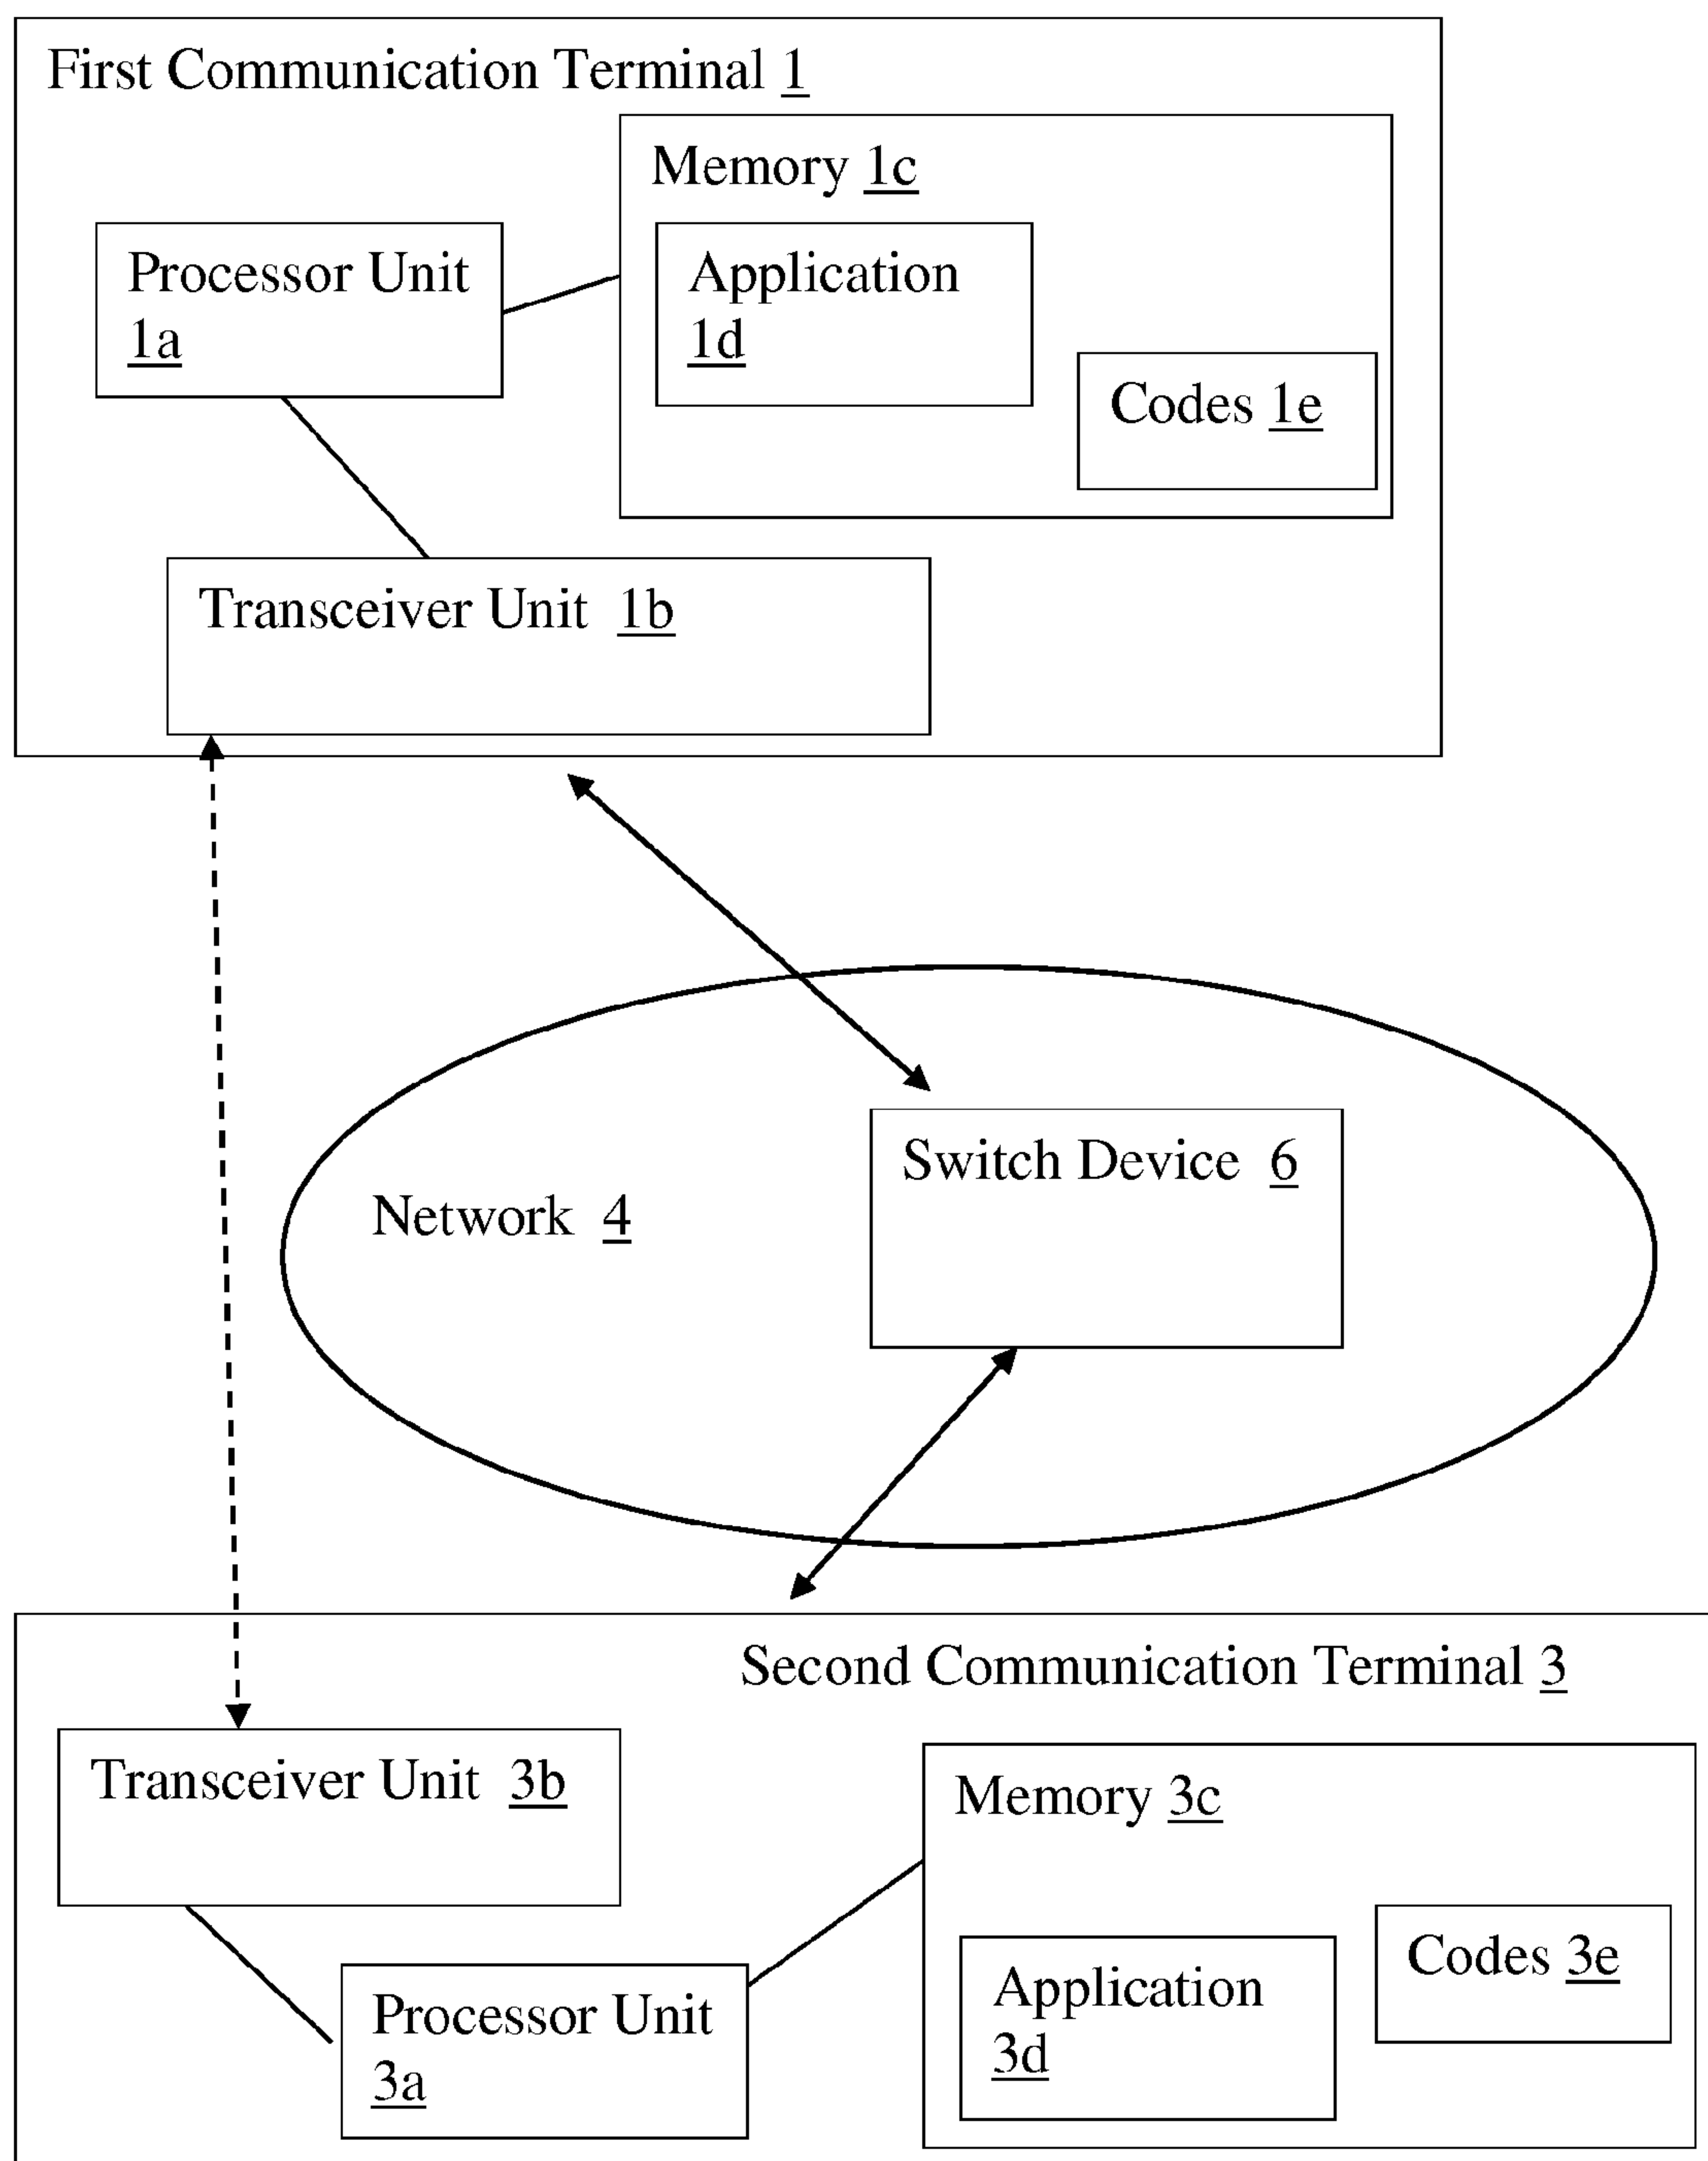 First Communication Terminal 1
Memory 1c
Processor Unit
1a
Application
1d
Codes 1e
Transceiver Unit 1b
Switch Device 6
Network 4
Second Communication Terminal 3
Transceiver Unit 3b
Memory 3c
Codes 3e
Application
3d
Processor Unit
3a